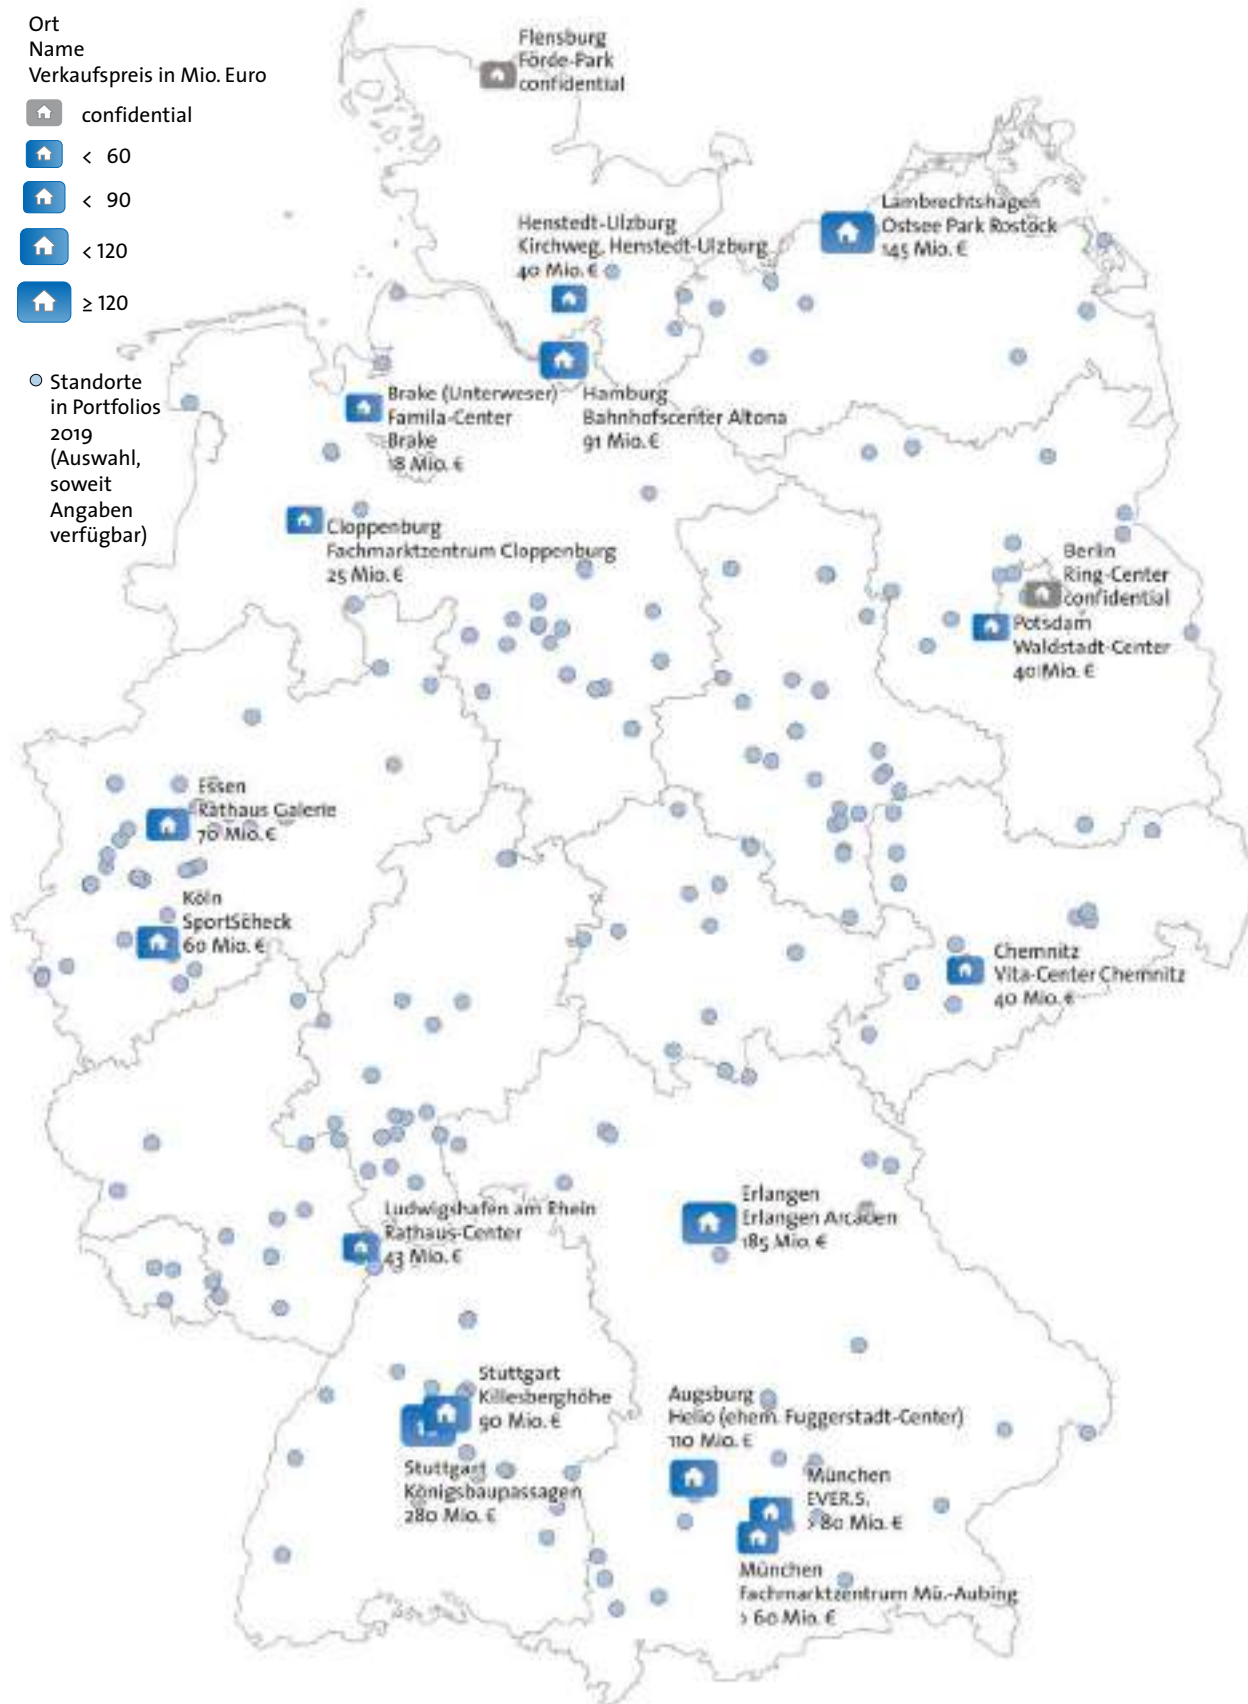 Ort
Name
Verkaufspreis in Mio. Euro
confidential
< 60
< 90
< 120
≥ 120
Standorte
in Portfolios
2019
(Auswahl,
soweit
Angaben
verfügbar)
Flensburg
Förde-Park
confidential
Lambrechtshagen
Ostsee Park Rostock
145 Mio. €
Henstedt-Ulzburg
Kirchweg, Henstedt-Ulzburg
40 Mio. €
Brake (Unterweser)
Famila-Center
Brake
18 Mio. €
Hamburg
Bahnhofscenter Altona
91 Mio. €
Cloppenburg
Fachmarktzentrum Cloppenburg
25 Mio. €
Berlin
Ring-Center
confidential
Potsdam
Waldstadt-Center
40 Mio. €
Essen
Rathaus Galerie
70 Mio. €
Köln
SportScheck
60 Mio. €
Chemnitz
Vita-Center Chemnitz
40 Mio. €
Erlangen
Erlangen Arcaden
185 Mio. €
Ludwigshafen am Rhein
Rathaus-Center
43 Mio. €
Stuttgart
Killesberghöhe
90 Mio. €
Augsburg
Helio (ehem. Fuggerstadt-Center)
110 Mio. €
Stuttgart
Königsbaupassagen
280 Mio. €
München
EVER.S.
> 80 Mio. €
München
Fachmarktzentrum Mü.-Aubing
> 60 Mio. €